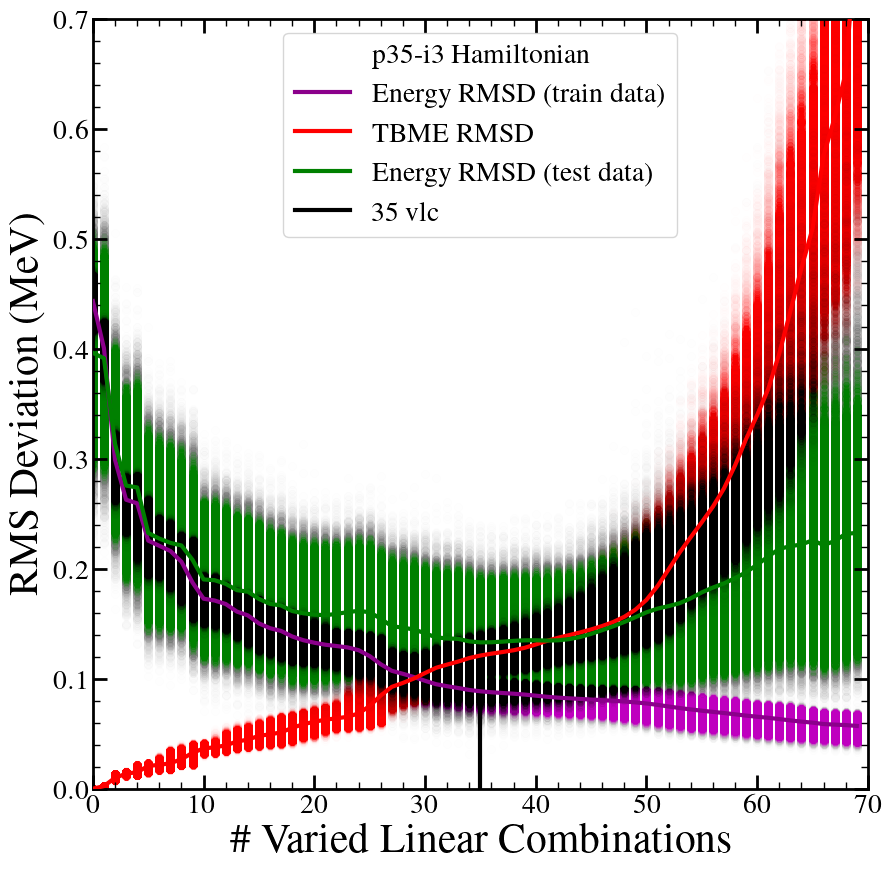 p35-i3 Hamiltonian
Energy RMSD (train data)
TBME RMSD
Energy RMSD (test data)
35 vlc
RMS Deviation (MeV)
0.7
0.6
0.5
0.4
0.3
0.2
0.1
0.0
0 10 20 30 40 50 60 70
# Varied Linear Combinations